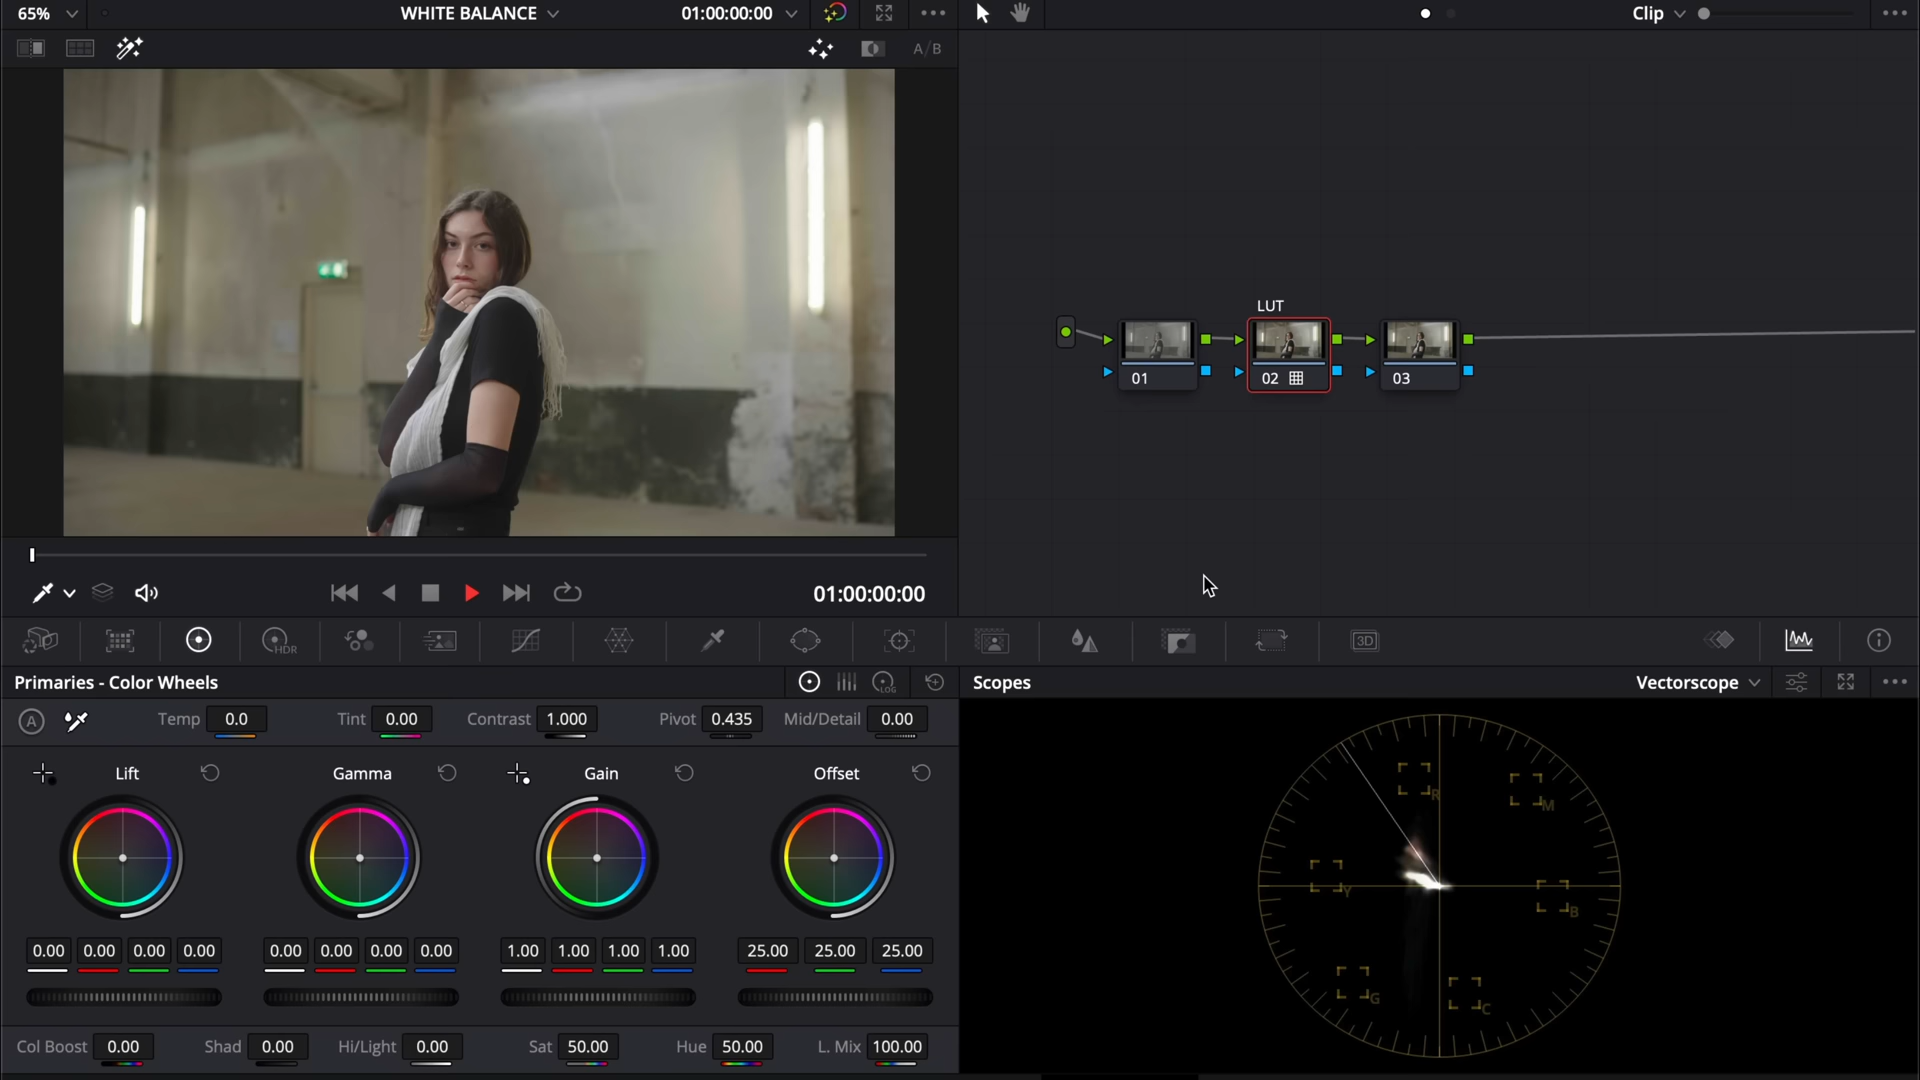 65%
WHITE BALANCE
01:00:00:00
Clip
A/B
LUT
01
02
03
01:00:00:00
HDR
3D
Primaries - Color Wheels
LOG
Scopes
Vectorscope
A
Temp 0.0
Tint 0.00
Contrast 1.000
Pivot 0.435
Mid/Detail 0.00
Lift
Gamma
Gain
Offset
0.00 0.00 0.00 0.00
0.00 0.00 0.00 0.00
1.00 1.00 1.00 1.00
25.00 25.00 25.00
Col Boost 0.00
Shad 0.00
Hi/Light 0.00
Sat 50.00
Hue 50.00
L. Mix 100.00
R
M
Y
B
G
C